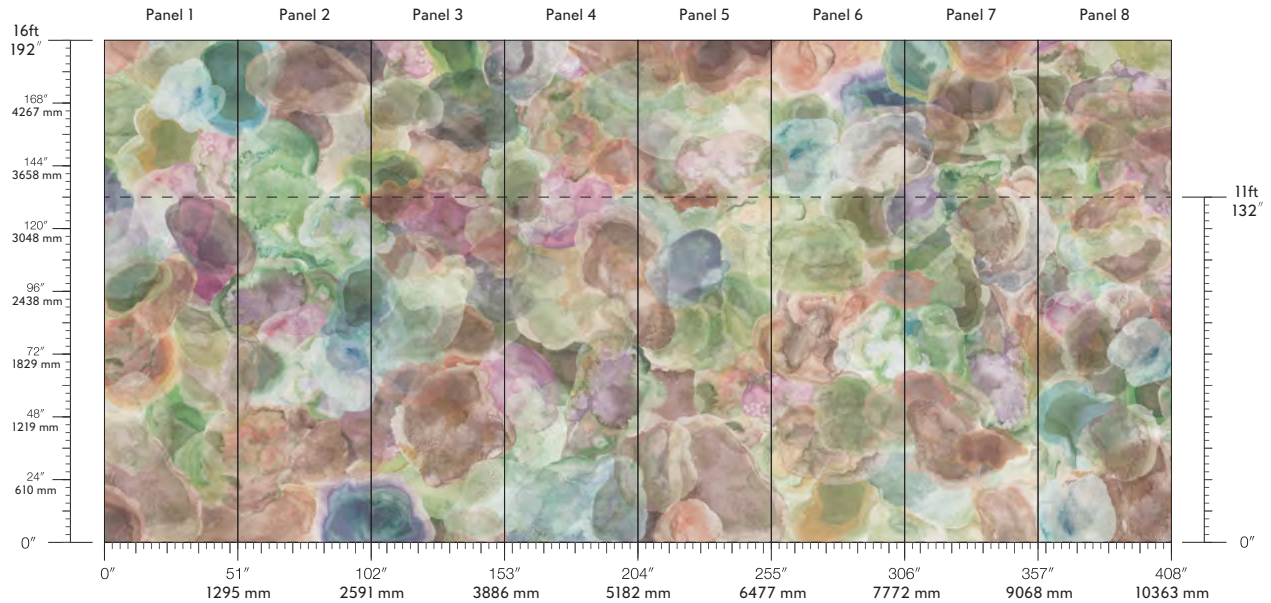 Panel 1 Panel 2 Panel 3 Panel 4 Panel 5 Panel 6 Panel 7 Panel 8
16ft
192"
168"
4267 mm
144"
3658 mm
120"
3048 mm
96"
2438 mm
72"
1829 mm
48"
1219 mm
24"
610 mm
0"
11ft
132"
0"
0" 51" 102" 153" 204" 255" 306" 357" 408"
1295 mm 2591 mm 3886 mm 5182 mm 6477 mm 7772 mm 9068 mm 10363 mm